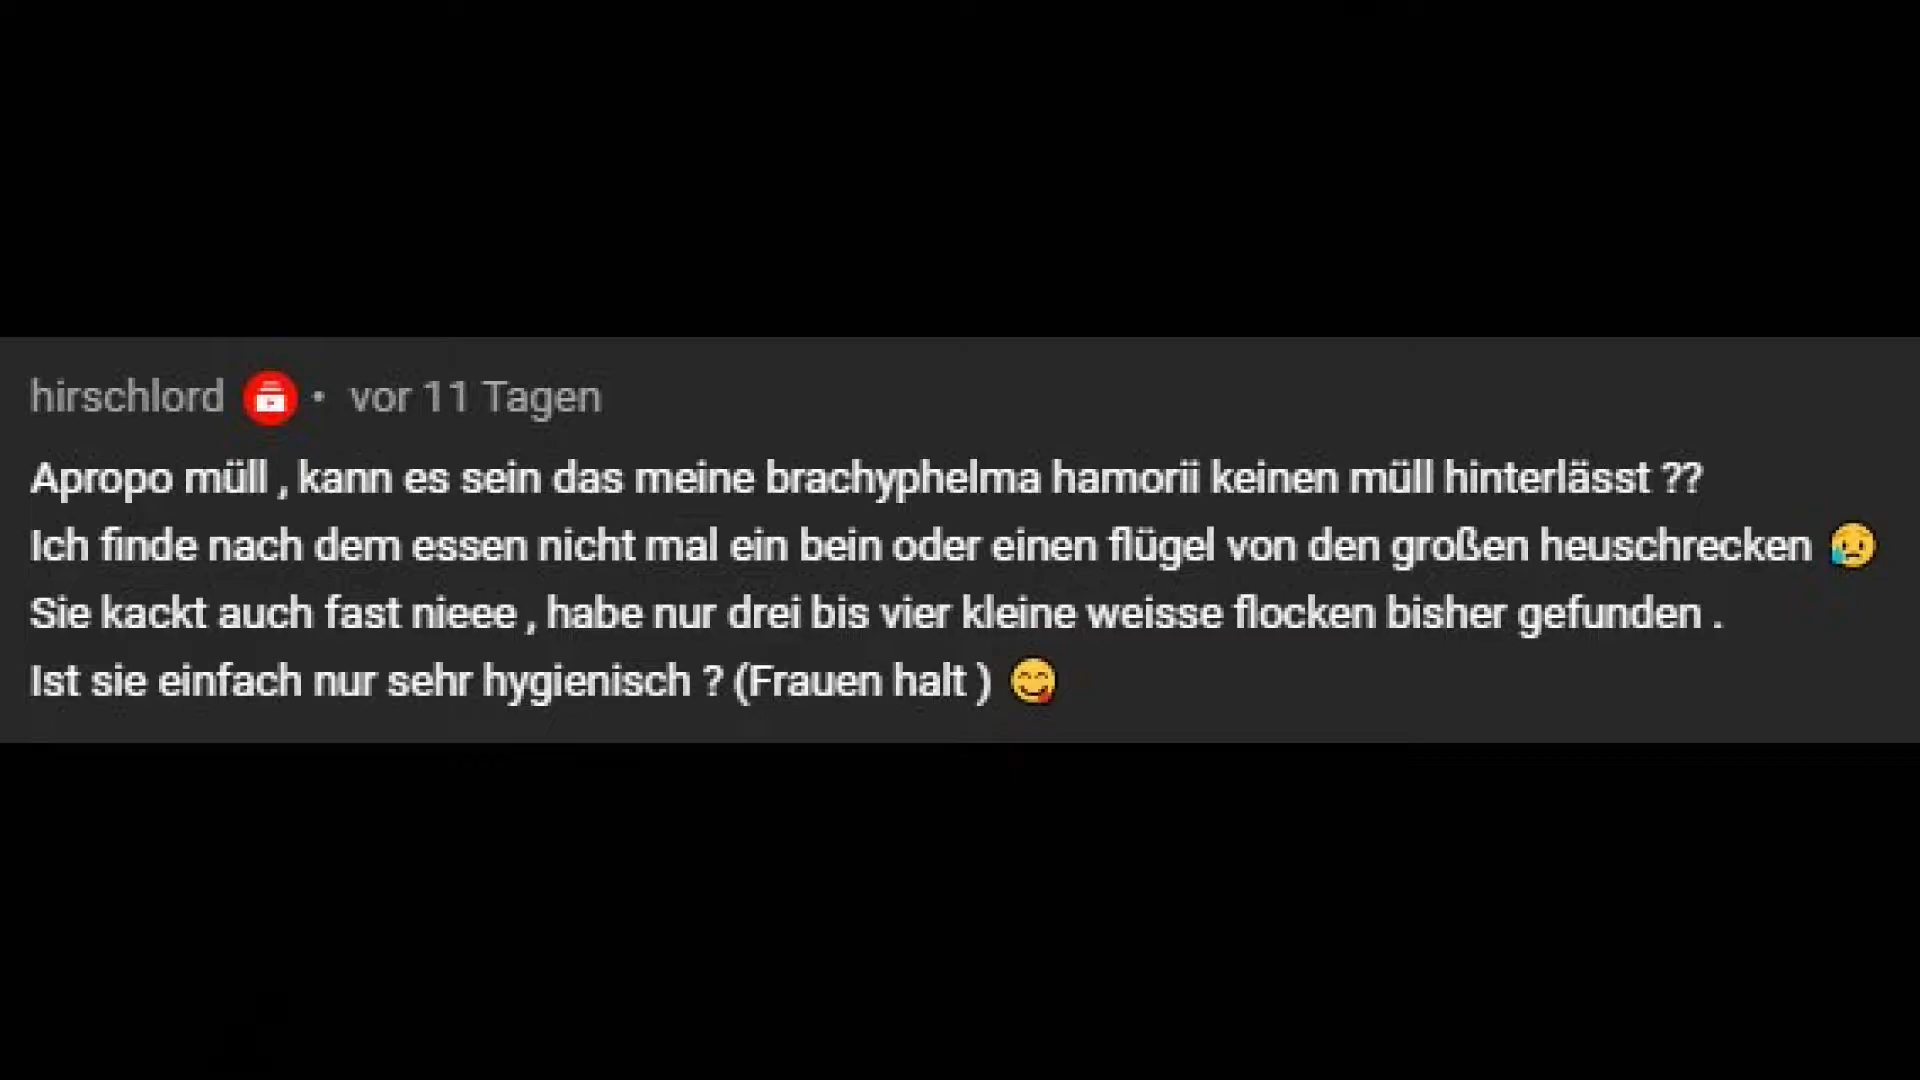 hirschlord • vor 11 Tagen
Apropo müll , kann es sein das meine brachyphelma hamorii keinen müll hinterlässt ??
Ich finde nach dem essen nicht mal ein bein oder einen flügel von den großen heuschrecken 😥
Sie kackt auch fast nieee , habe nur drei bis vier kleine weisse flocken bisher gefunden .
Ist sie einfach nur sehr hygienisch ? (Frauen halt ) 😋